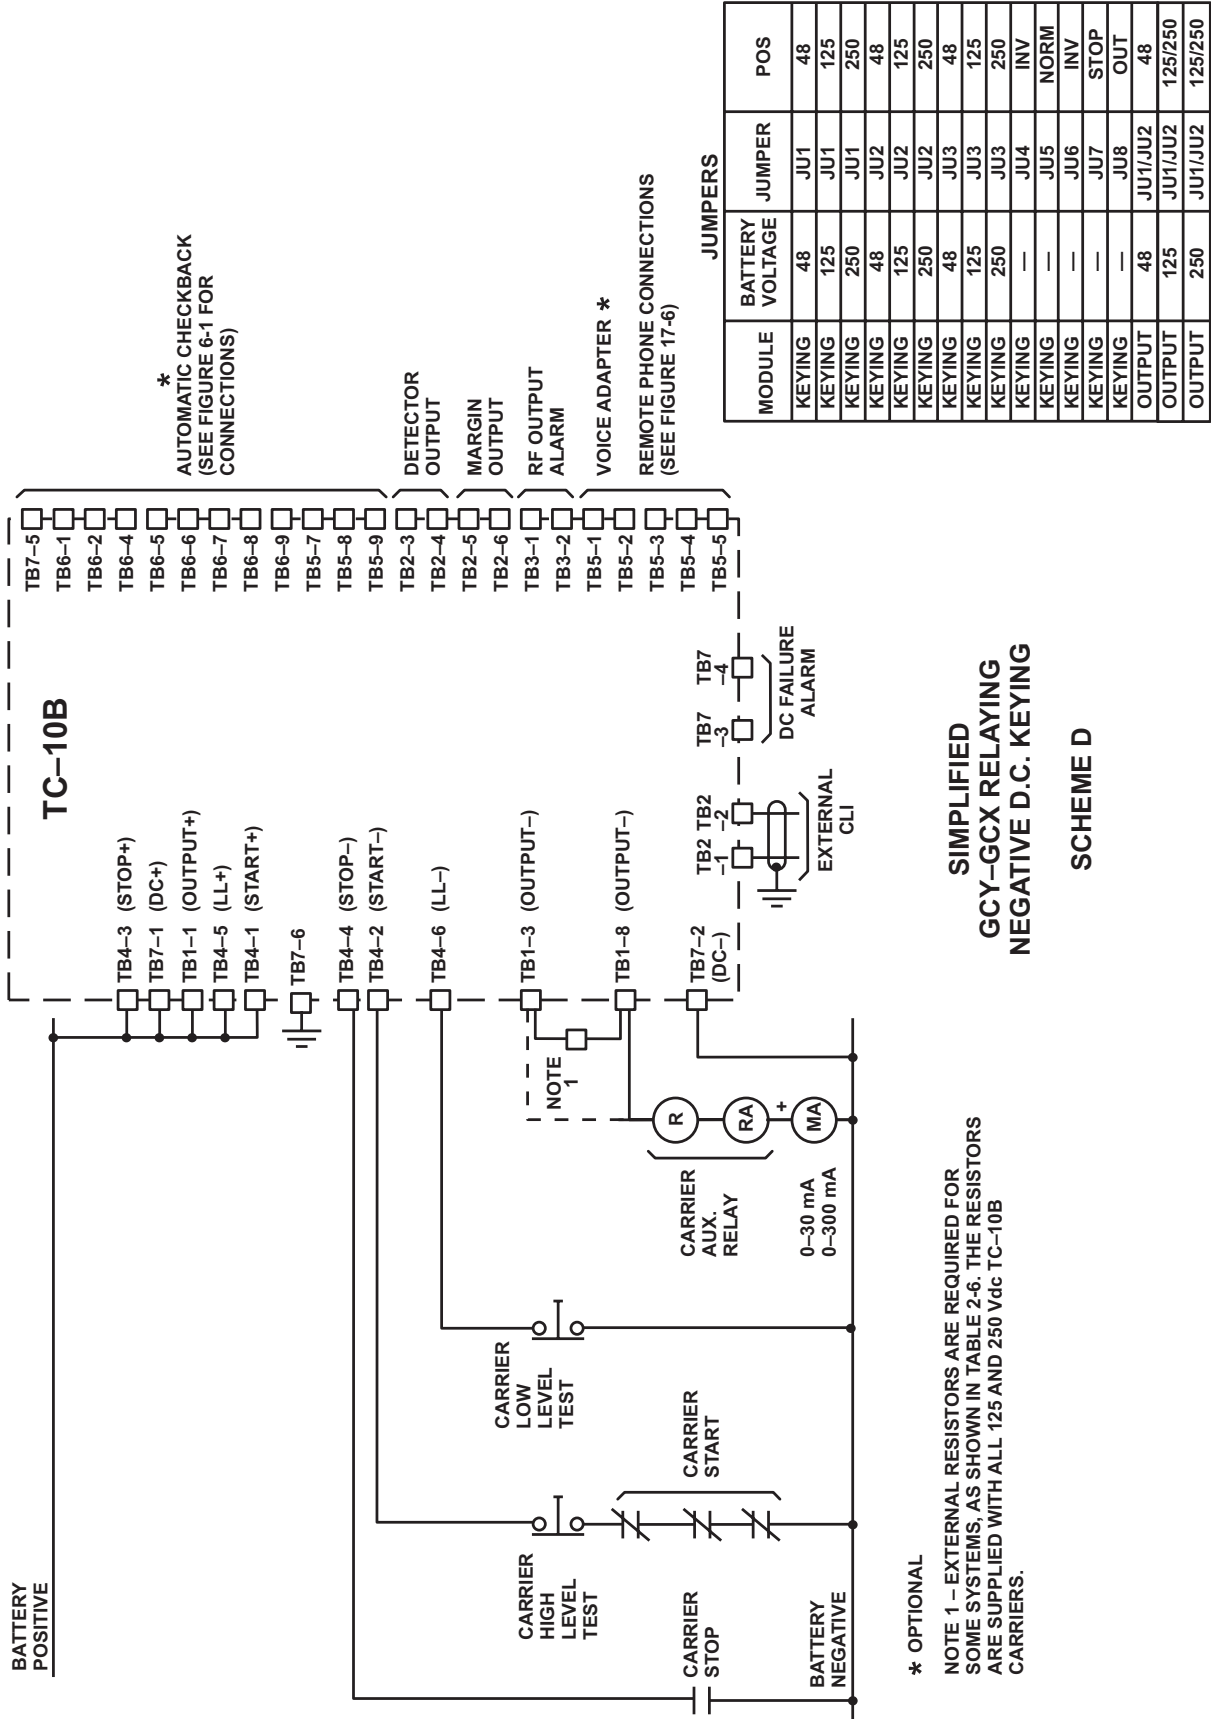 BATTERY
POSITIVE
TC–10B
TB4–3 (STOP+)
TB7–1 (DC+)
TB1–1 (OUTPUT+)
TB4–5 (LL+)
TB4–1 (START+)
TB7–6
TB4–4 (STOP–)
TB4–2 (START–)
TB4–6 (LL–)
TB1–3 (OUTPUT–)
TB1–8 (OUTPUT–)
TB7–2
(DC–)
TB7–5
TB6–1
TB6–2
TB6–4
TB6–5
TB6–6
TB6–7
TB6–8
TB6–9
TB5–7
TB5–8
TB5–9
TB2–3
TB2–4
TB2–5
TB2–6
TB3–1
TB3–2
TB5–1
TB5–2
TB5–3
TB5–4
TB5–5
*
AUTOMATIC CHECKBACK
(SEE FIGURE 6-1 FOR
CONNECTIONS)
DETECTOR
OUTPUT
MARGIN
OUTPUT
RF OUTPUT
ALARM
VOICE ADAPTER *
REMOTE PHONE CONNECTIONS
(SEE FIGURE 17-6)
TB2
–1
TB2
–2
EXTERNAL
CLI
TB7
–3
TB7
–4
DC FAILURE
ALARM
NOTE
1
R
RA
+
MA
CARRIER
AUX.
RELAY
0–30 mA
0–300 mA
CARRIER
LOW
LEVEL
TEST
CARRIER
HIGH
LEVEL
TEST
CARRIER
START
CARRIER
STOP
BATTERY
NEGATIVE
* OPTIONAL
NOTE 1 – EXTERNAL RESISTORS ARE REQUIRED FOR
SOME SYSTEMS, AS SHOWN IN TABLE 2-6. THE RESISTORS
ARE SUPPLIED WITH ALL 125 AND 250 Vdc TC–10B
CARRIERS.
SIMPLIFIED
GCY–GCX RELAYING
NEGATIVE D.C. KEYING
SCHEME D
JUMPERS
MODULE BATTERY VOLTAGE JUMPER POS
KEYING 48 JU1 48
KEYING 125 JU1 125
KEYING 250 JU1 250
KEYING 48 JU2 48
KEYING 125 JU2 125
KEYING 250 JU2 250
KEYING 48 JU3 48
KEYING 125 JU3 125
KEYING 250 JU3 250
KEYING — JU4 INV
KEYING — JU5 NORM
KEYING — JU6 INV
KEYING — JU7 STOP
KEYING — JU8 OUT
OUTPUT 48 JU1/JU2 48
OUTPUT 125 JU1/JU2 125/250
OUTPUT 250 JU1/JU2 125/250